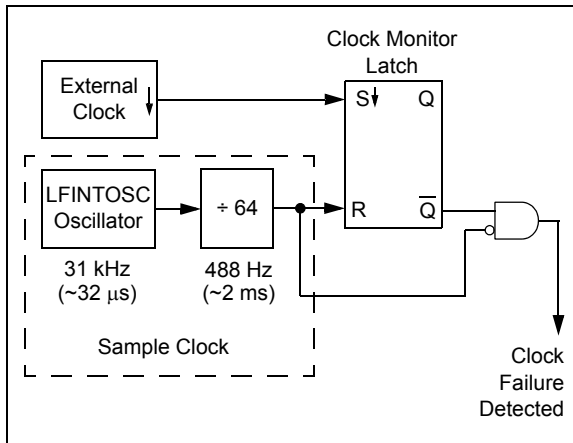 Clock Monitor
Latch
External
Clock
S
Q
LFINTOSC
Oscillator
÷ 64
R
Q
31 kHz
(~32 μs)
488 Hz
(~2 ms)
Sample Clock
Clock
Failure
Detected